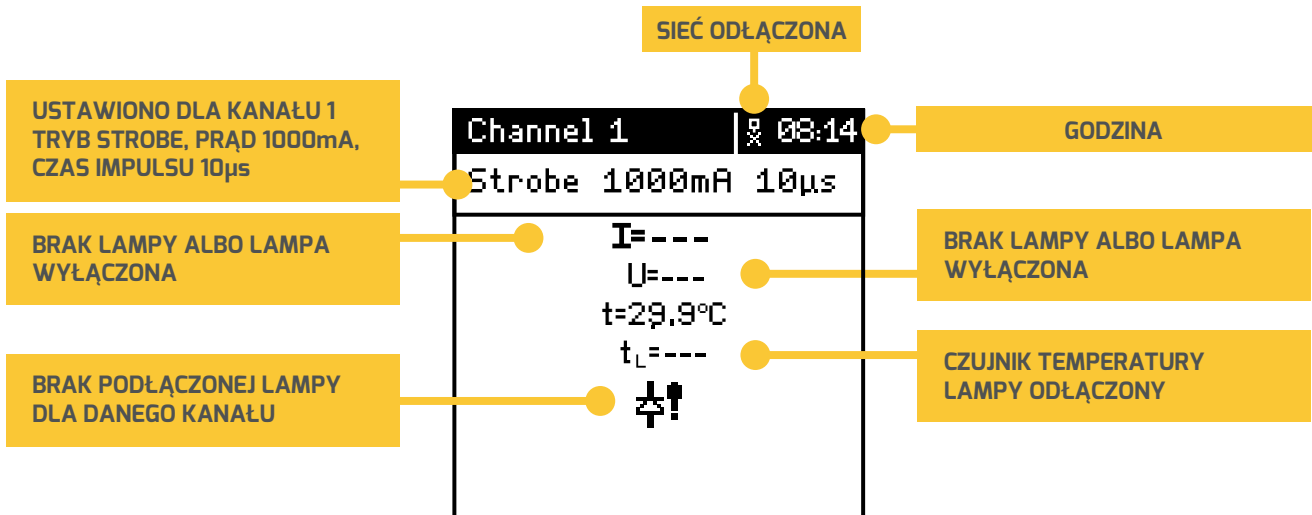 SIEĆ ODŁĄCZONA
USTAWIONO DLA KANAŁU 1
TRYB STROBE, PRĄD 1000mA,
CZAS IMPULSU 10µs
Channel 1
08:14
GODZINA
Strobe 1000mA 10µs
BRAK LAMPY ALBO LAMPA
WYŁĄCZONA
I=---
U=---
t=29.9°C
tL=---
BRAK LAMPY ALBO LAMPA
WYŁĄCZONA
BRAK PODŁĄCZONEJ LAMPY
DLA DANEGO KANAŁU
!
CZUJNIK TEMPERATURY
LAMPY ODŁĄCZONY